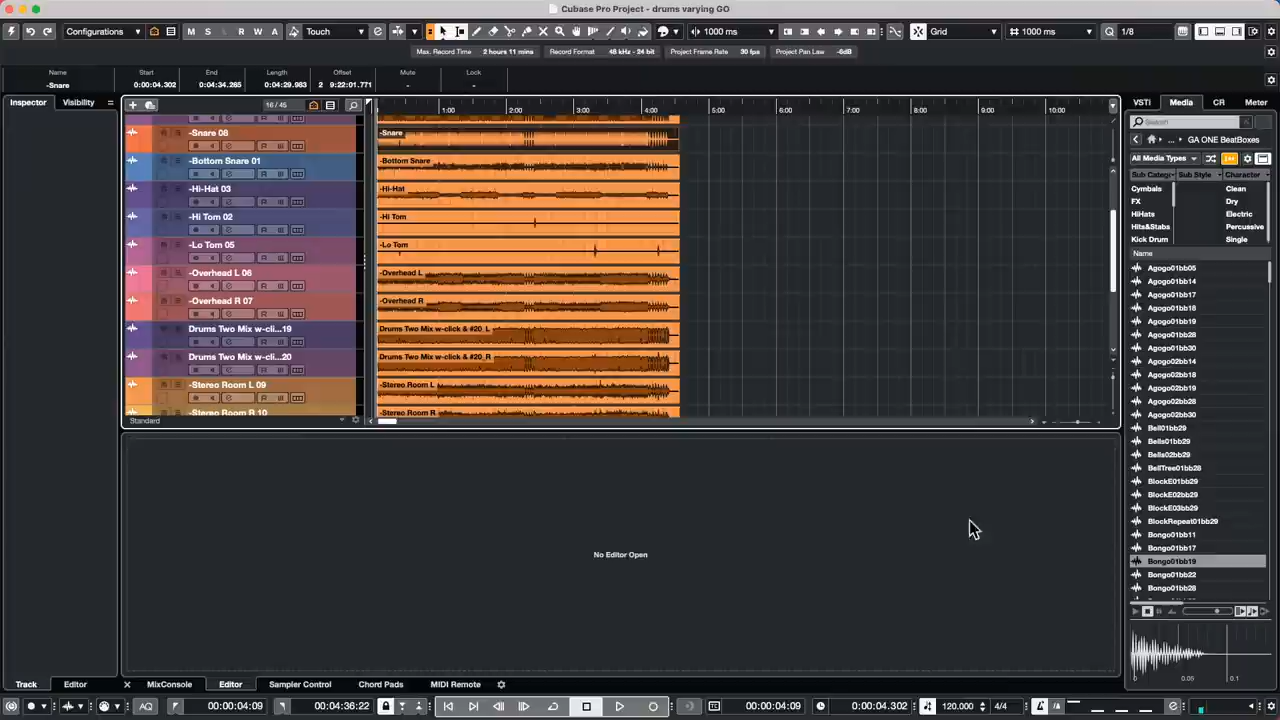 Cubase Pro Project - drums varying GO
Configurations
M S L R W A
Touch
1000 ms
Grid
1000 ms
Q 1/8
Max. Record Time 2 hours 11 mins Record Format 48 kHz - 24 bit Project Frame Rate 30 fps Project Pan Law -6dB
Name Start End Length Offset Mute Lock
-Snare 0:00:04.302 0:04:34.285 0:04:29.983 2 9:22:01.771 - -
Inspector Visibility
16 / 45
1:00 2:00 3:00 4:00 5:00 6:00 7:00 8:00 9:00 10:00
VSTi Media CR Meter
Search
... GA ONE BeatBoxes
All Media Types
Sub Style Character
Cymbals Clean
FX Dry
HiHats Electric
Hits&Stabs Percussive
Kick Drum Single
Name
Agogo01bb05
Agogo01bb14
Agogo01bb17
Agogo01bb18
Agogo01bb19
Agogo01bb28
Agogo01bb30
Agogo02bb14
Agogo02bb18
Agogo02bb19
Agogo02bb28
Agogo02bb30
Bell01bb29
Bells01bb29
Bells02bb29
BellTree01bb28
BlockE01bb29
BlockE02bb29
BlockE03bb29
BlockRepeat01bb29
Bongo01bb11
Bongo01bb17
Bongo01bb19
Bongo01bb22
Bongo01bb28
0 0.05 0.1
-Snare 08 -Snare
-Bottom Snare 01 -Bottom Snare
-Hi-Hat 03 -Hi-Hat
-Hi Tom 02 -Hi Tom
-Lo Tom 05 -Lo Tom
-Overhead L 06 -Overhead L
-Overhead R 07 -Overhead R
Drums Two Mix w-cli...19 Drums Two Mix w-click & #20_L
Drums Two Mix w-cli...20 Drums Two Mix w-click & #20_R
-Stereo Room L 09 -Stereo Room L
-Stereo Room R 10 -Stereo Room R
Standard
No Editor Open
Track Editor
MixConsole Editor Sampler Control Chord Pads MIDI Remote
AQ 00:00:04:09 00:04:36:22 00:00:04:09 0:00:04.302 120.000 4/4